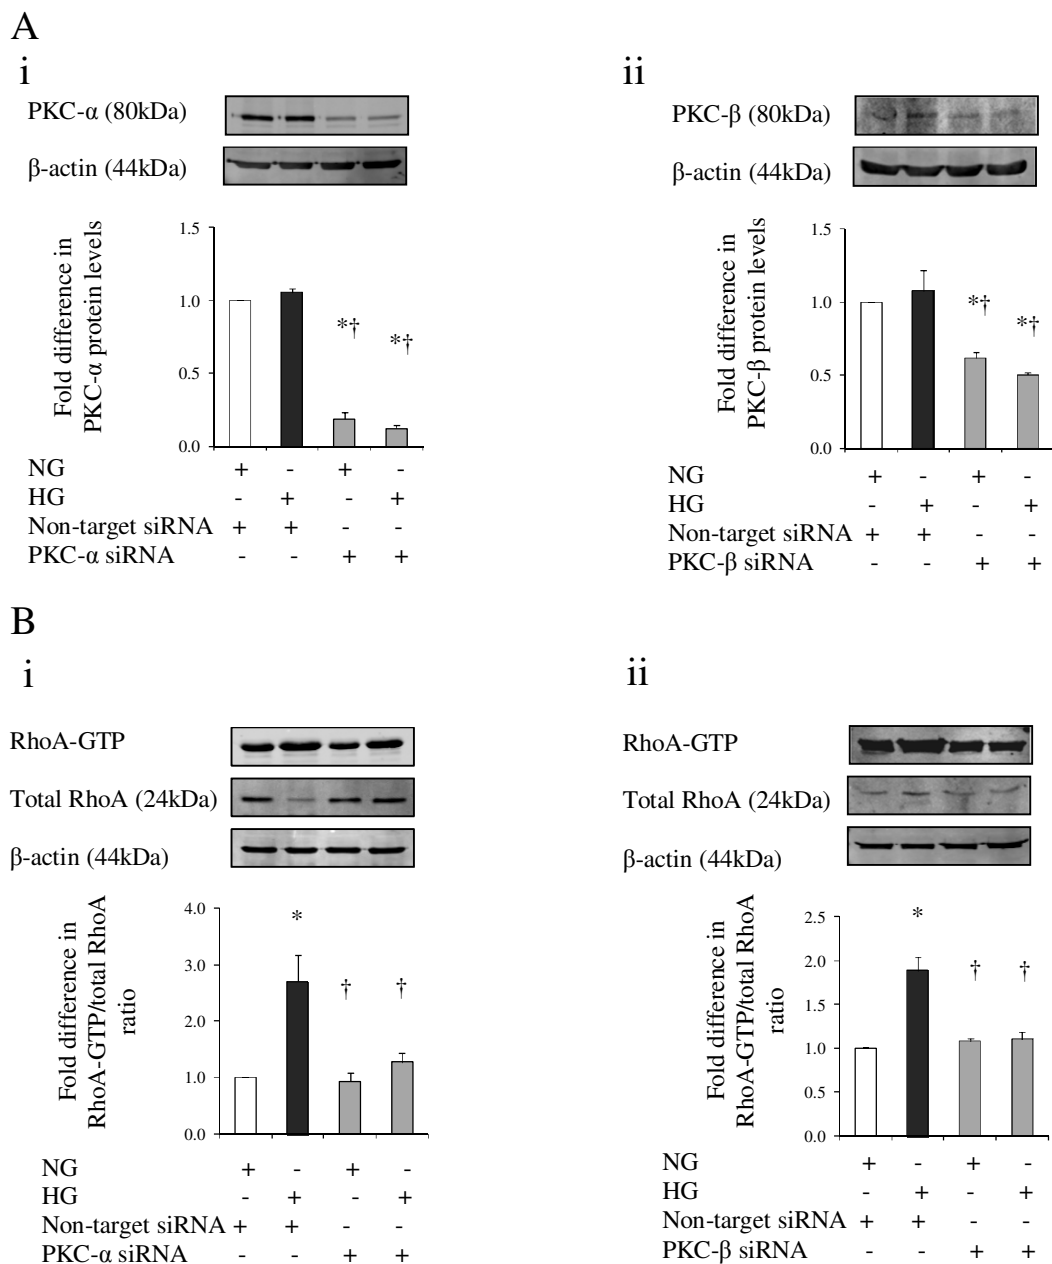 A
i
PKC-α (80kDa)
β-actin (44kDa)
Fold difference in
PKC-α protein levels
1.5
1.0
0.5
0.0
*†
*†
NG + - + -
HG - + - +
Non-target siRNA + + - -
PKC-α siRNA - - + +
ii
PKC-β (80kDa)
β-actin (44kDa)
Fold difference in
PKC-β protein levels
1.5
1.0
0.5
0.0
*†
*†
NG + - + -
HG - + - +
Non-target siRNA + + - -
PKC-β siRNA - - + +
B
i
RhoA-GTP
Total RhoA (24kDa)
β-actin (44kDa)
Fold difference in
RhoA-GTP/total RhoA
ratio
4.0
3.0
2.0
1.0
0.0
*
†
†
NG + - + -
HG - + - +
Non-target siRNA + + - -
PKC-α siRNA - - + +
ii
RhoA-GTP
Total RhoA (24kDa)
β-actin (44kDa)
Fold difference in
RhoA-GTP/total RhoA
ratio
2.5
2.0
1.5
1.0
0.5
0.0
*
†
†
NG + - + -
HG - + - +
Non-target siRNA + + - -
PKC-β siRNA - - + +